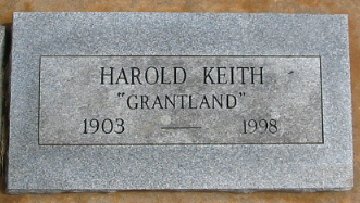 HAROLD KEITH
"GRANTLAND"
1903 — 1998